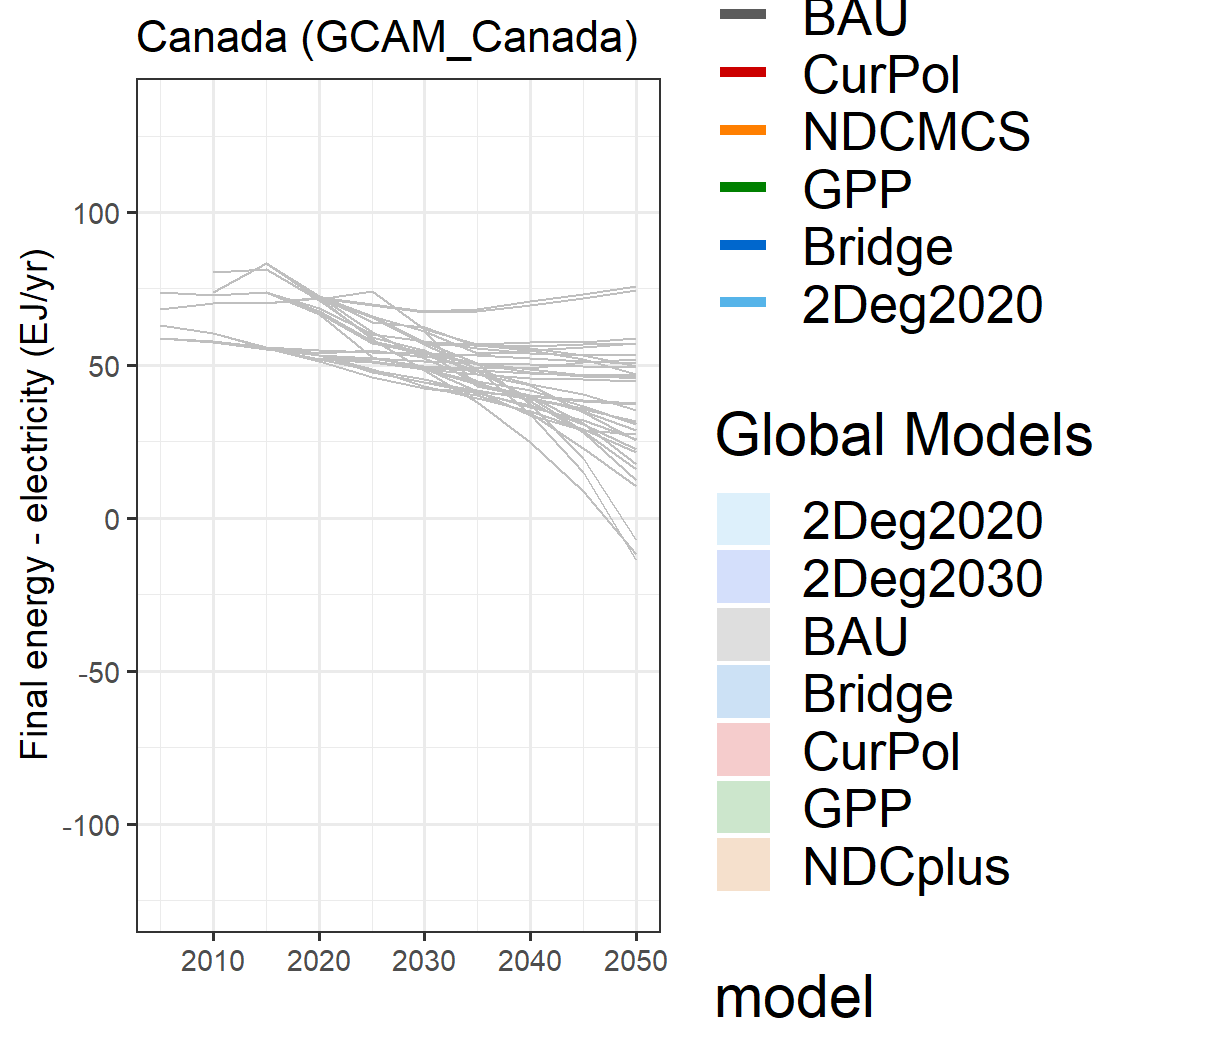 Canada (GCAM_Canada)
Final energy - electricity (EJ/yr)
100
50
0
-50
-100
2010 2020 2030 2040 2050
BAU
CurPol
NDCMCS
GPP
Bridge
2Deg2020
Global Models
2Deg2020
2Deg2030
BAU
Bridge
CurPol
GPP
NDCplus
model